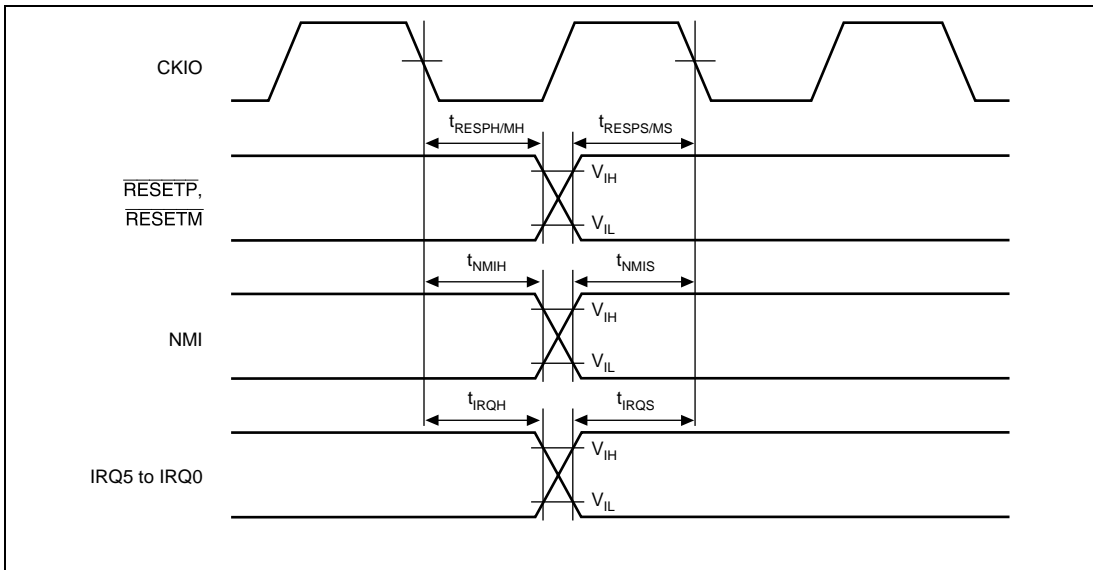 CKIO
tRESPH/MH tRESPS/MS
RESETP,
RESETM
VIH
VIL
tNMIH tNMIS
NMI
VIH
VIL
tIRQH tIRQS
IRQ5 to IRQ0
VIH
VIL